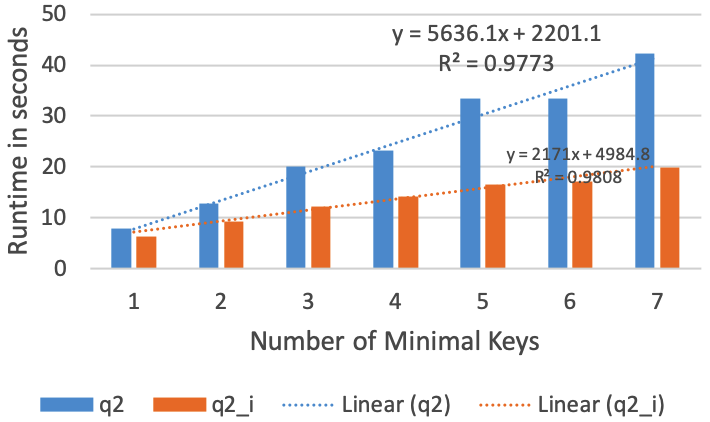 50
40
30
20
10
0
Runtime in seconds
y = 5636.1x + 2201.1
R² = 0.9773
y = 2171x + 4984.8
R² = 0.9808
1 2 3 4 5 6 7
Number of Minimal Keys
q2 q2_i Linear (q2) Linear (q2_i)